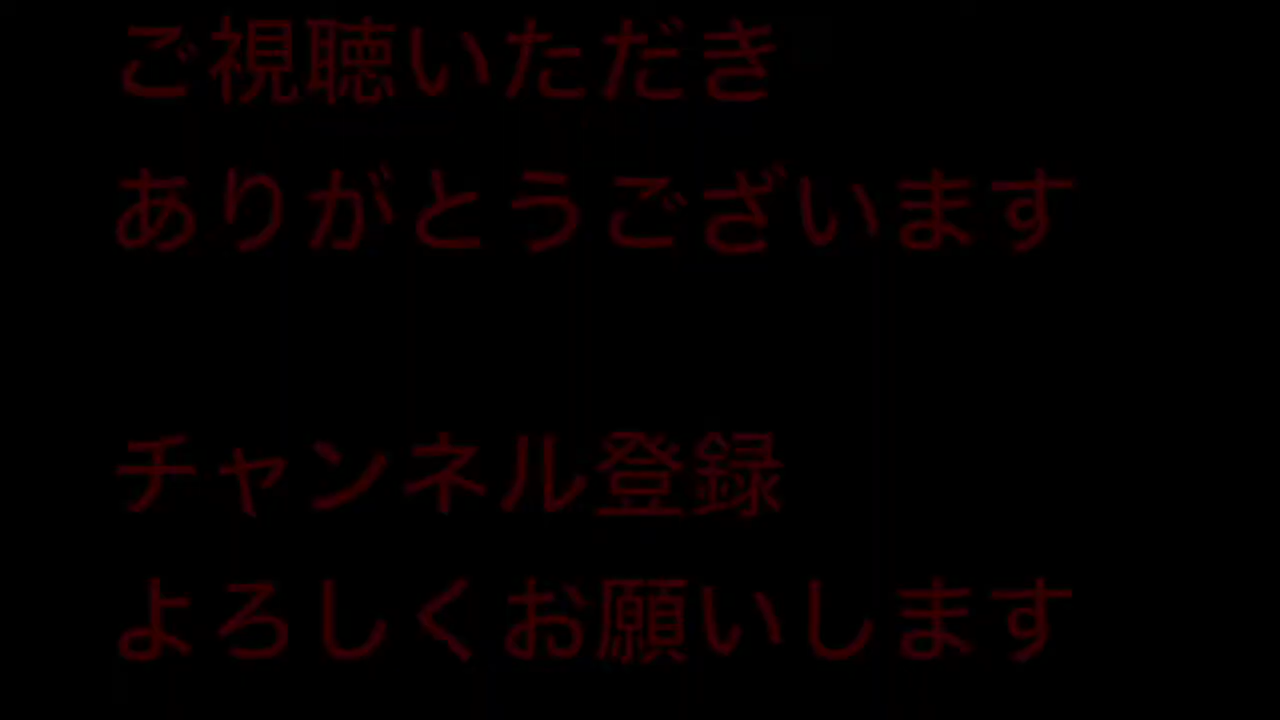 ご視聴いただき
ありがとうございます
チャンネル登録
よろしくお願いします